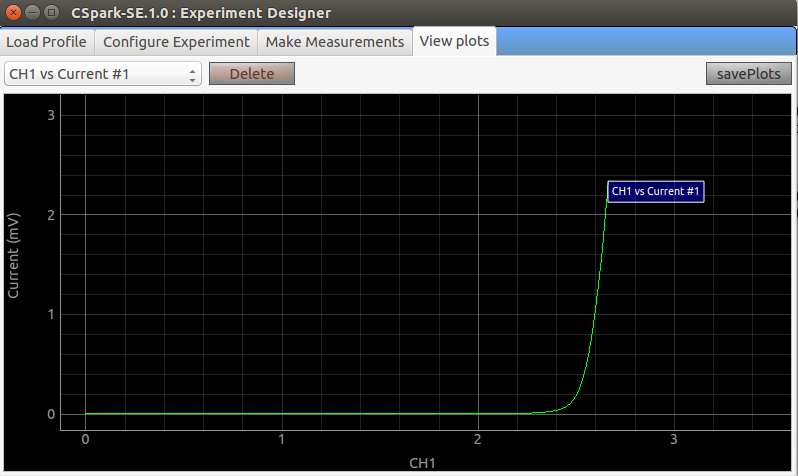 CSpark-SE.1.0 : Experiment Designer
Load Profile Configure Experiment Make Measurements View plots
CH1 vs Current #1 Delete savePlots
3
CH1 vs Current #1
2
Current (mV)
1
0
0 1 2 3
CH1